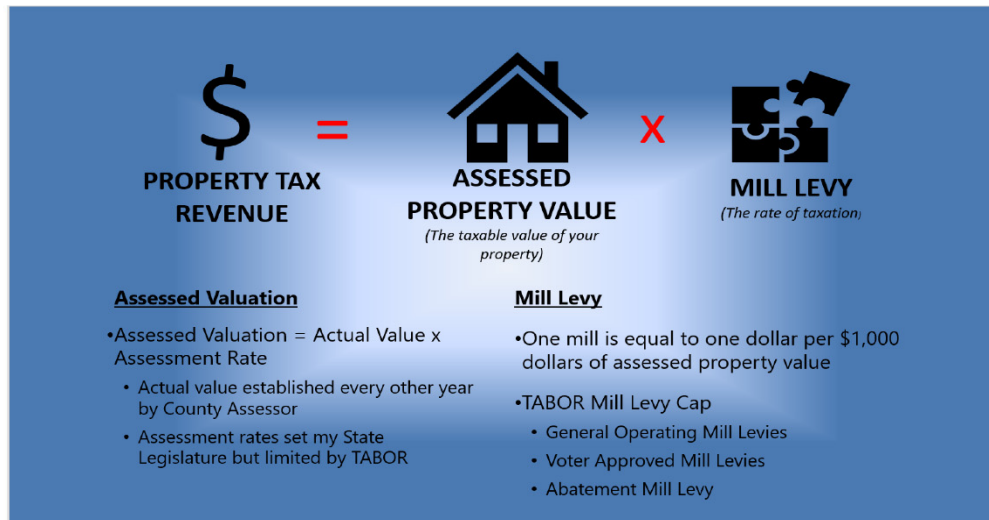 $
=
x
PROPERTY TAX
REVENUE
ASSESSED
PROPERTY VALUE
(The taxable value of your
property)
MILL LEVY
(The rate of taxation)
Assessed Valuation
•Assessed Valuation = Actual Value x
Assessment Rate
• Actual value established every other year
by County Assessor
• Assessment rates set my State
Legislature but limited by TABOR
Mill Levy
•One mill is equal to one dollar per $1,000
dollars of assessed property value
•TABOR Mill Levy Cap
• General Operating Mill Levies
• Voter Approved Mill Levies
• Abatement Mill Levy